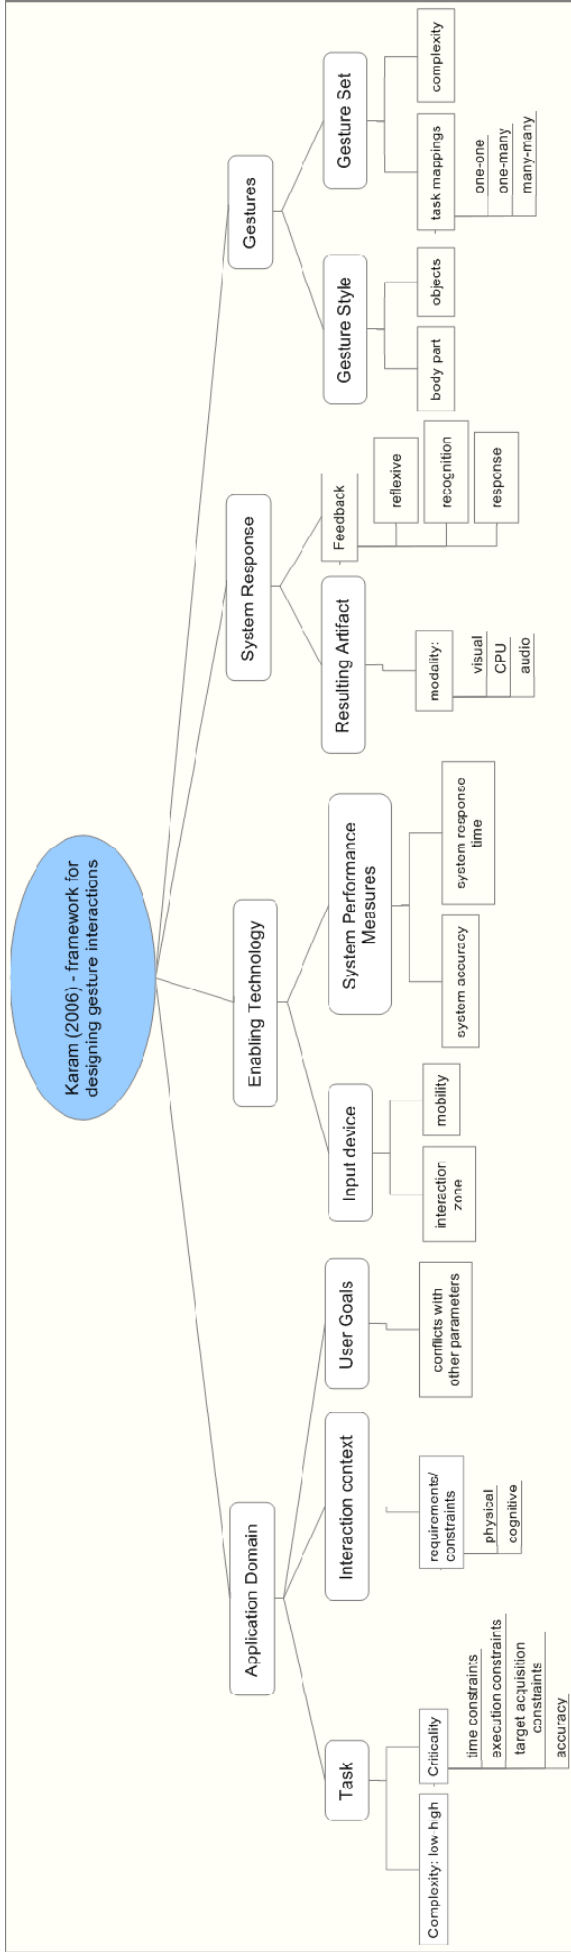 Karam (2006) - framework for
designing gesture interactions
Application Domain
Enabling Technology
System Response
Gestures
Task
Interaction context
User Goals
Input device
System Performance
Measures
Resulting Artifact
Feedback
Gesture Style
Gesture Set
Complexity: low-high
Criticality
time constraints
execution constraints
target acquisition
constraints
accuracy
requirements/
constraints
physical
cognitive
conflicts with
other parameters
interaction
zone
mobility
system accuracy
system response
time
modality:
visual
CPU
audio
reflexive
recognition
response
body part
objects
task mappings
one-one
one-many
many-many
complexity